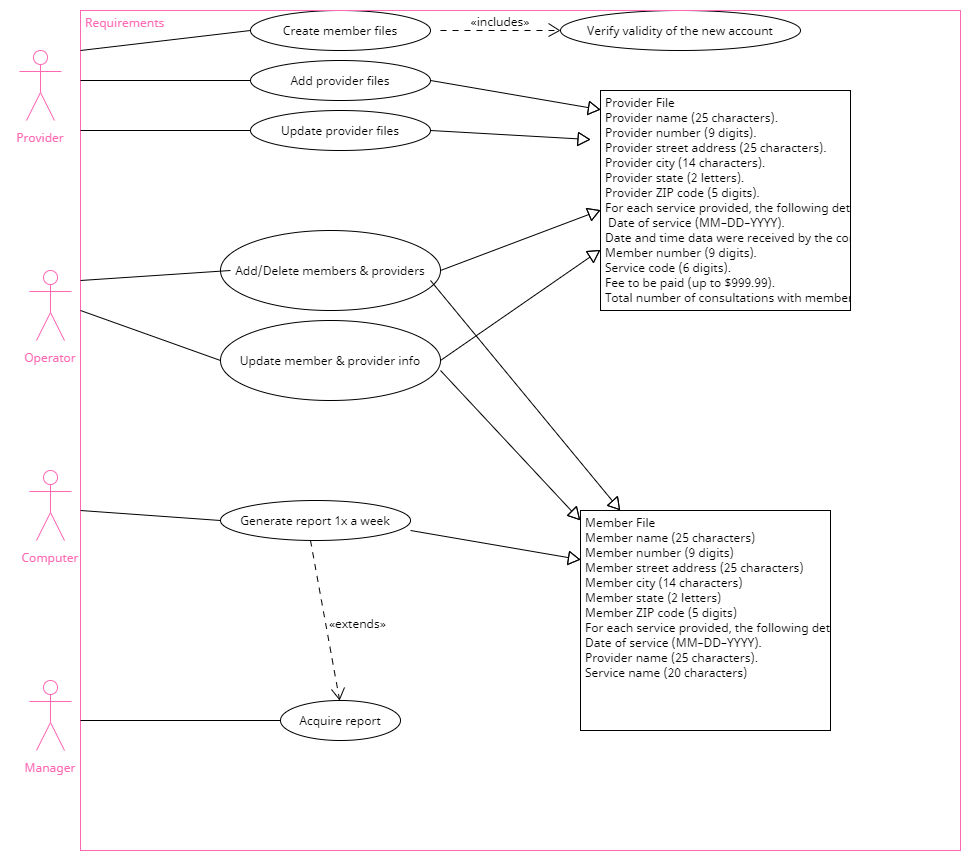 Requirements
Create member files
«includes»
Verify validity of the new account
Add provider files
Update provider files
Provider
Provider File
Provider name (25 characters).
Provider number (9 digits).
Provider street address (25 characters).
Provider city (14 characters).
Provider state (2 letters).
Provider ZIP code (5 digits).
For each service provided, the following det
Date of service (MM–DD–YYYY).
Date and time data were received by the co
Member number (9 digits).
Service code (6 digits).
Fee to be paid (up to $999.99).
Total number of consultations with member
Add/Delete members & providers
Operator
Update member & provider info
Computer
Generate report 1x a week
Member File
Member name (25 characters)
Member number (9 digits)
Member street address (25 characters)
Member city (14 characters)
Member state (2 letters)
Member ZIP code (5 digits)
For each service provided, the following det
Date of service (MM–DD–YYYY).
Provider name (25 characters).
Service name (20 characters)
«extends»
Manager
Acquire report